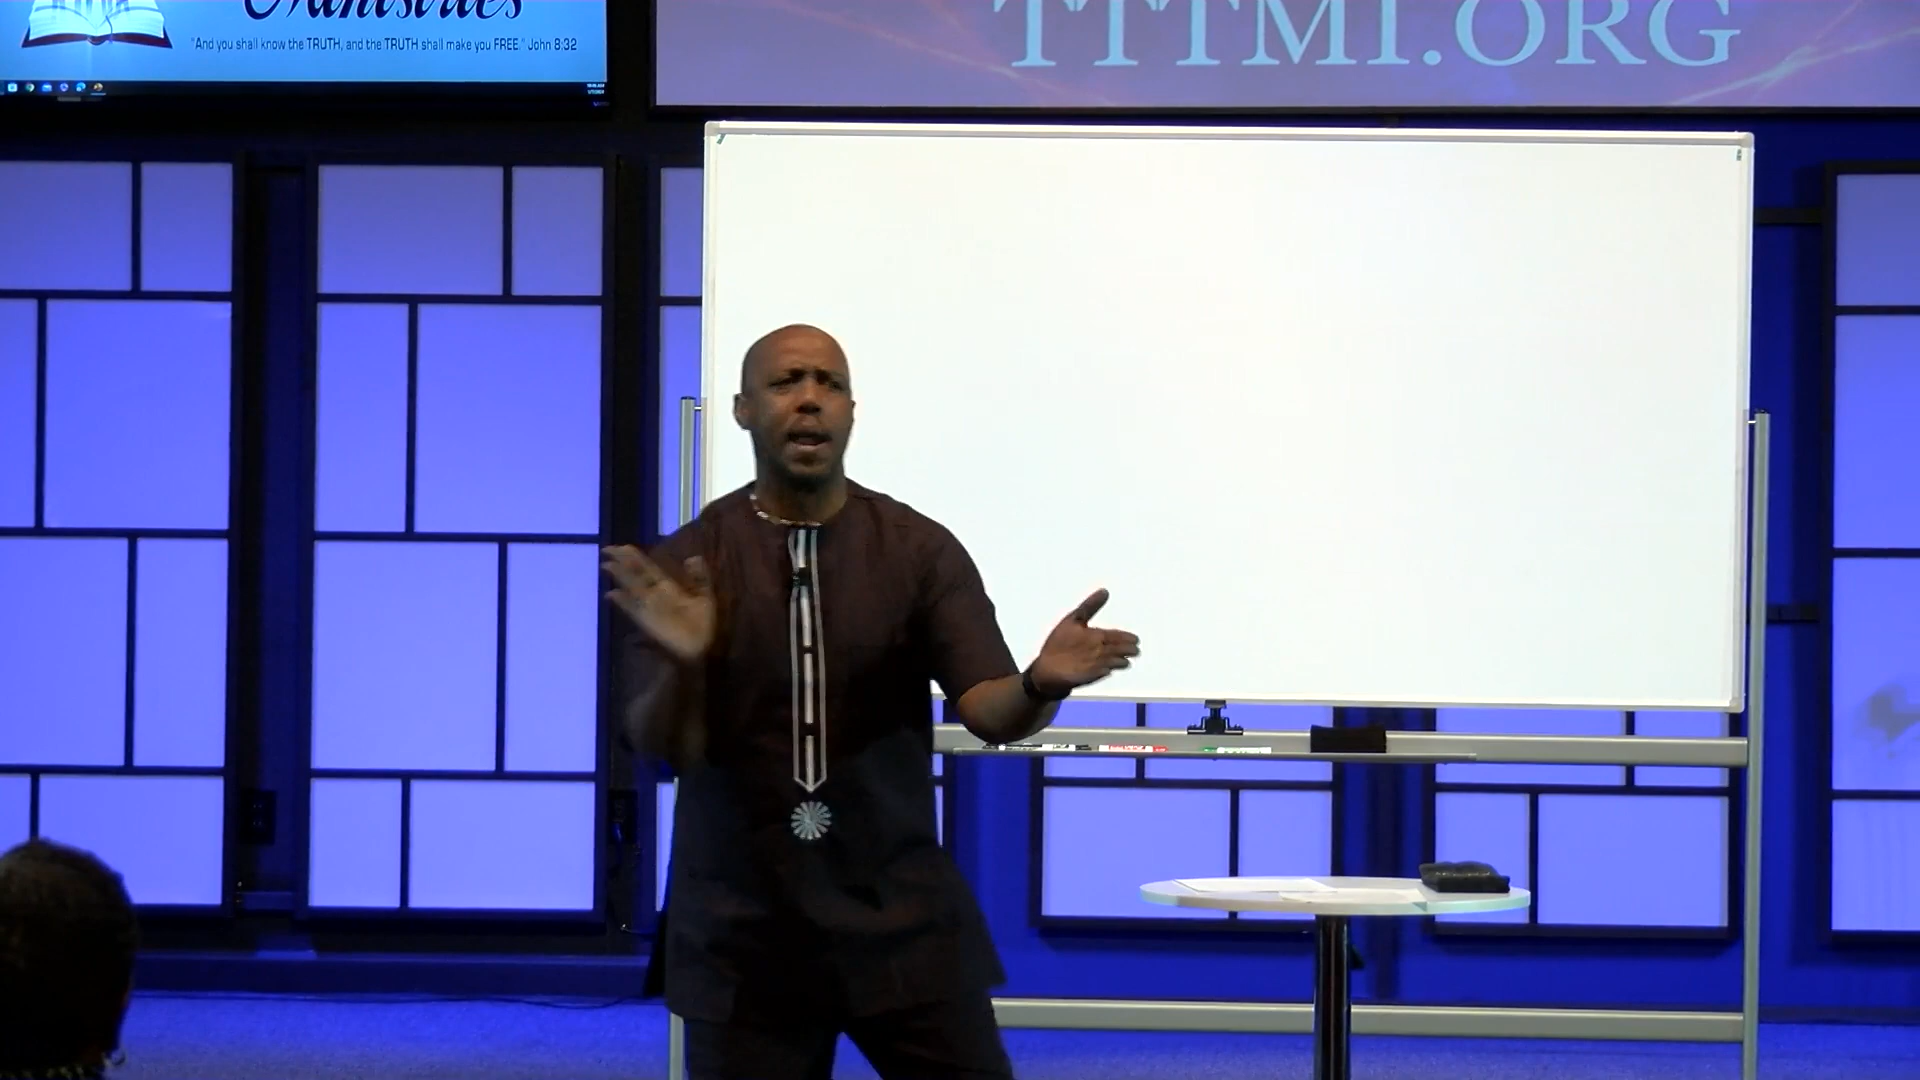 Ministries
"And you shall know the TRUTH, and the TRUTH shall make you FREE." John 8:32
TTTMI.ORG